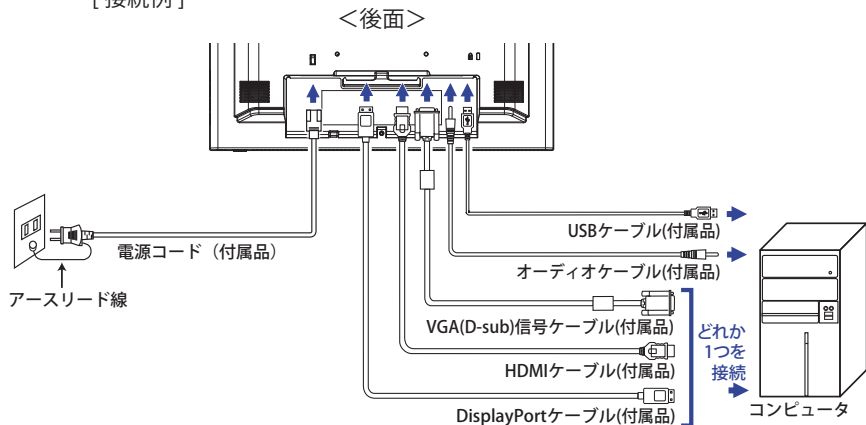 [ 接続例 ]
＜後面＞
USBケーブル(付属品)
電源コード（付属品）
オーディオケーブル(付属品)
アースリード線
VGA(D-sub)信号ケーブル(付属品)
どれか
1つを
接続
HDMIケーブル(付属品)
コンピュータ
DisplayPortケーブル(付属品)